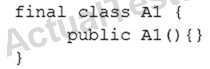 final class A1 {
public A1(){}
}